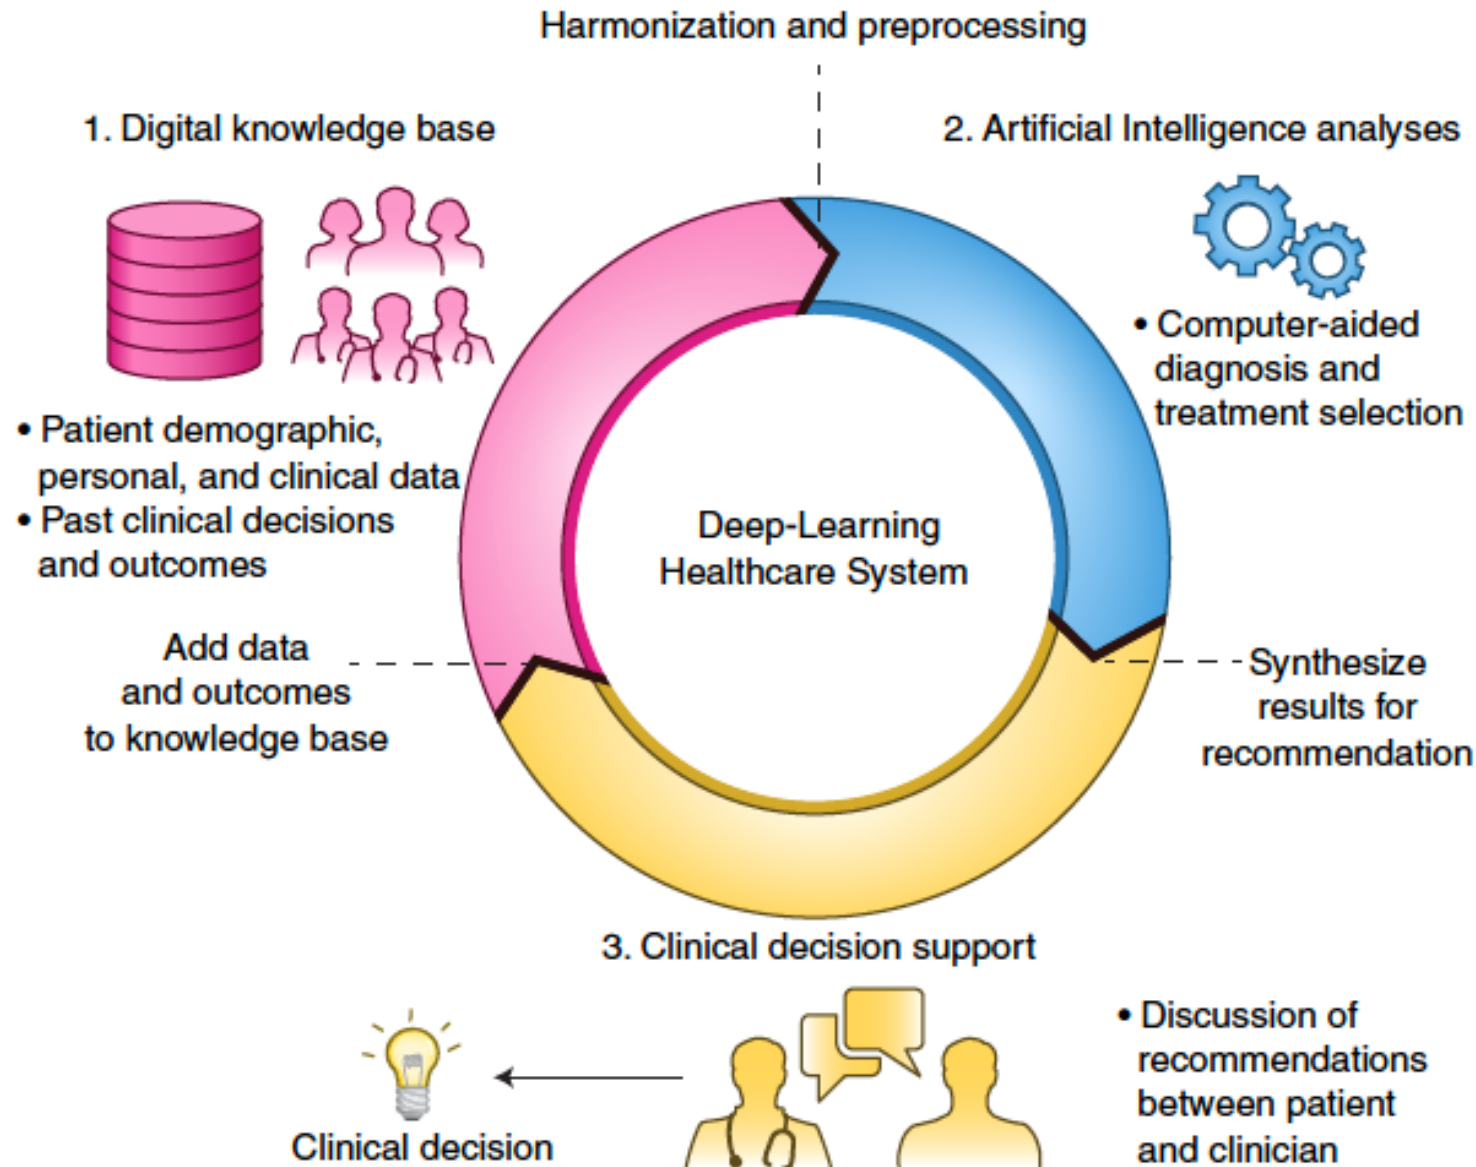 Harmonization and preprocessing
1. Digital knowledge base
• Patient demographic,
personal, and clinical data
• Past clinical decisions
and outcomes
2. Artificial Intelligence analyses
• Computer-aided
diagnosis and
treatment selection
Deep-Learning
Healthcare System
Add data
and outcomes
to knowledge base
Synthesize
results for
recommendation
3. Clinical decision support
Clinical decision
• Discussion of
recommendations
between patient
and clinician